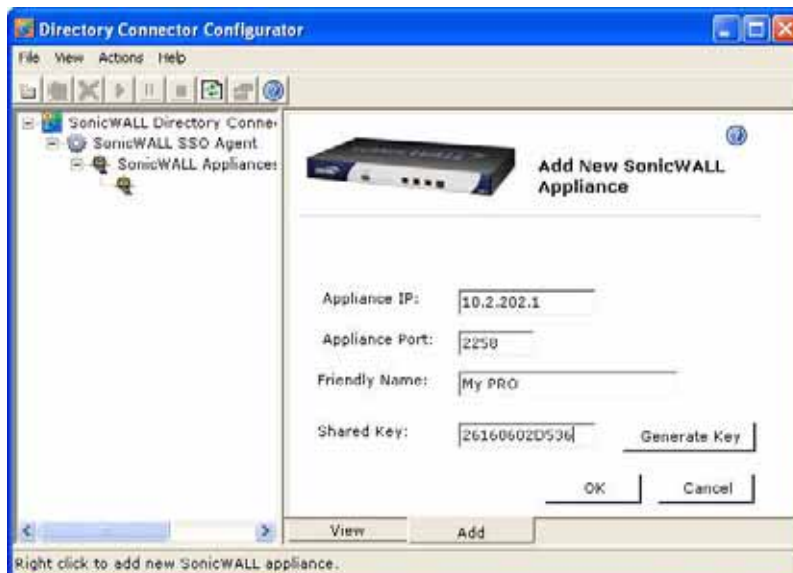 Directory Connector Configurator
File View Actions Help
SonicWALL Directory Conne
SonicWALL SSO Agent
SonicWALL Appliances
Add New SonicWALL
Appliance
Appliance IP: 10.2.202.1
Appliance Port: 2258
Friendly Name: My PRO
Shared Key: 26160602D536 Generate Key
OK Cancel
View Add
Right click to add new SonicWALL appliance.